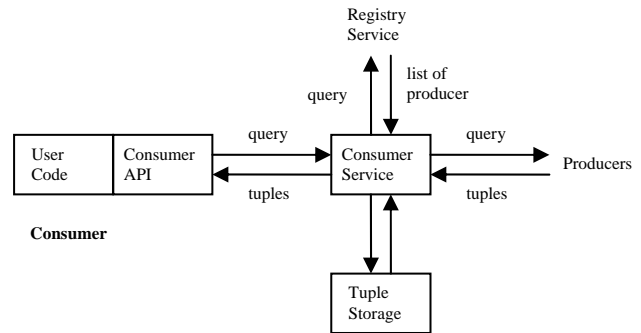 Registry
Service
query
list of
producer
query
query
User
Code
Consumer
API
Consumer
Service
Producers
tuples
tuples
Consumer
Tuple
Storage